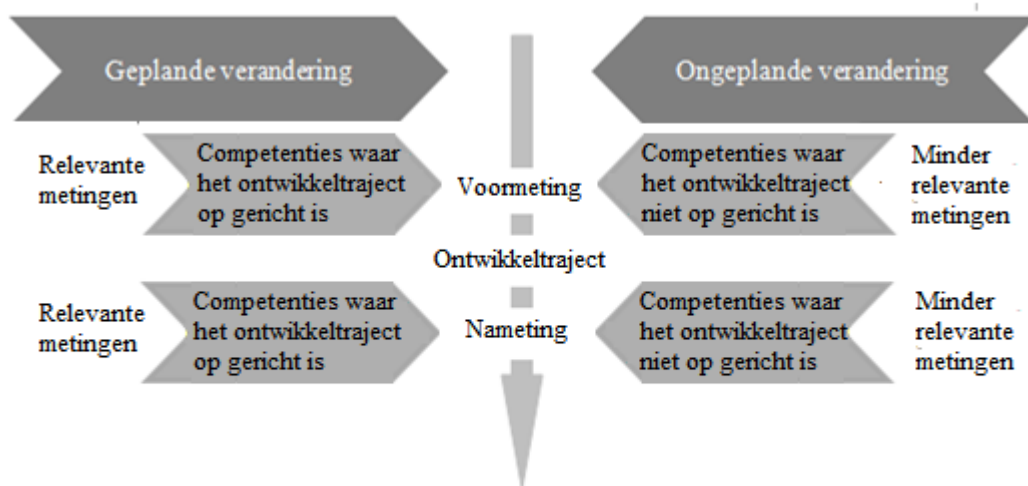 Geplande verandering
Ongeplande verandering
Relevante
metingen
Competenties waar
het ontwikkeltraject
op gericht is
Voormeting
Competenties waar
het ontwikkeltraject
niet op gericht is
Minder
relevante
metingen
Ontwikkeltraject
Relevante
metingen
Competenties waar
het ontwikkeltraject
op gericht is
Nameting
Competenties waar
het ontwikkeltraject
niet op gericht is
Minder
relevante
metingen